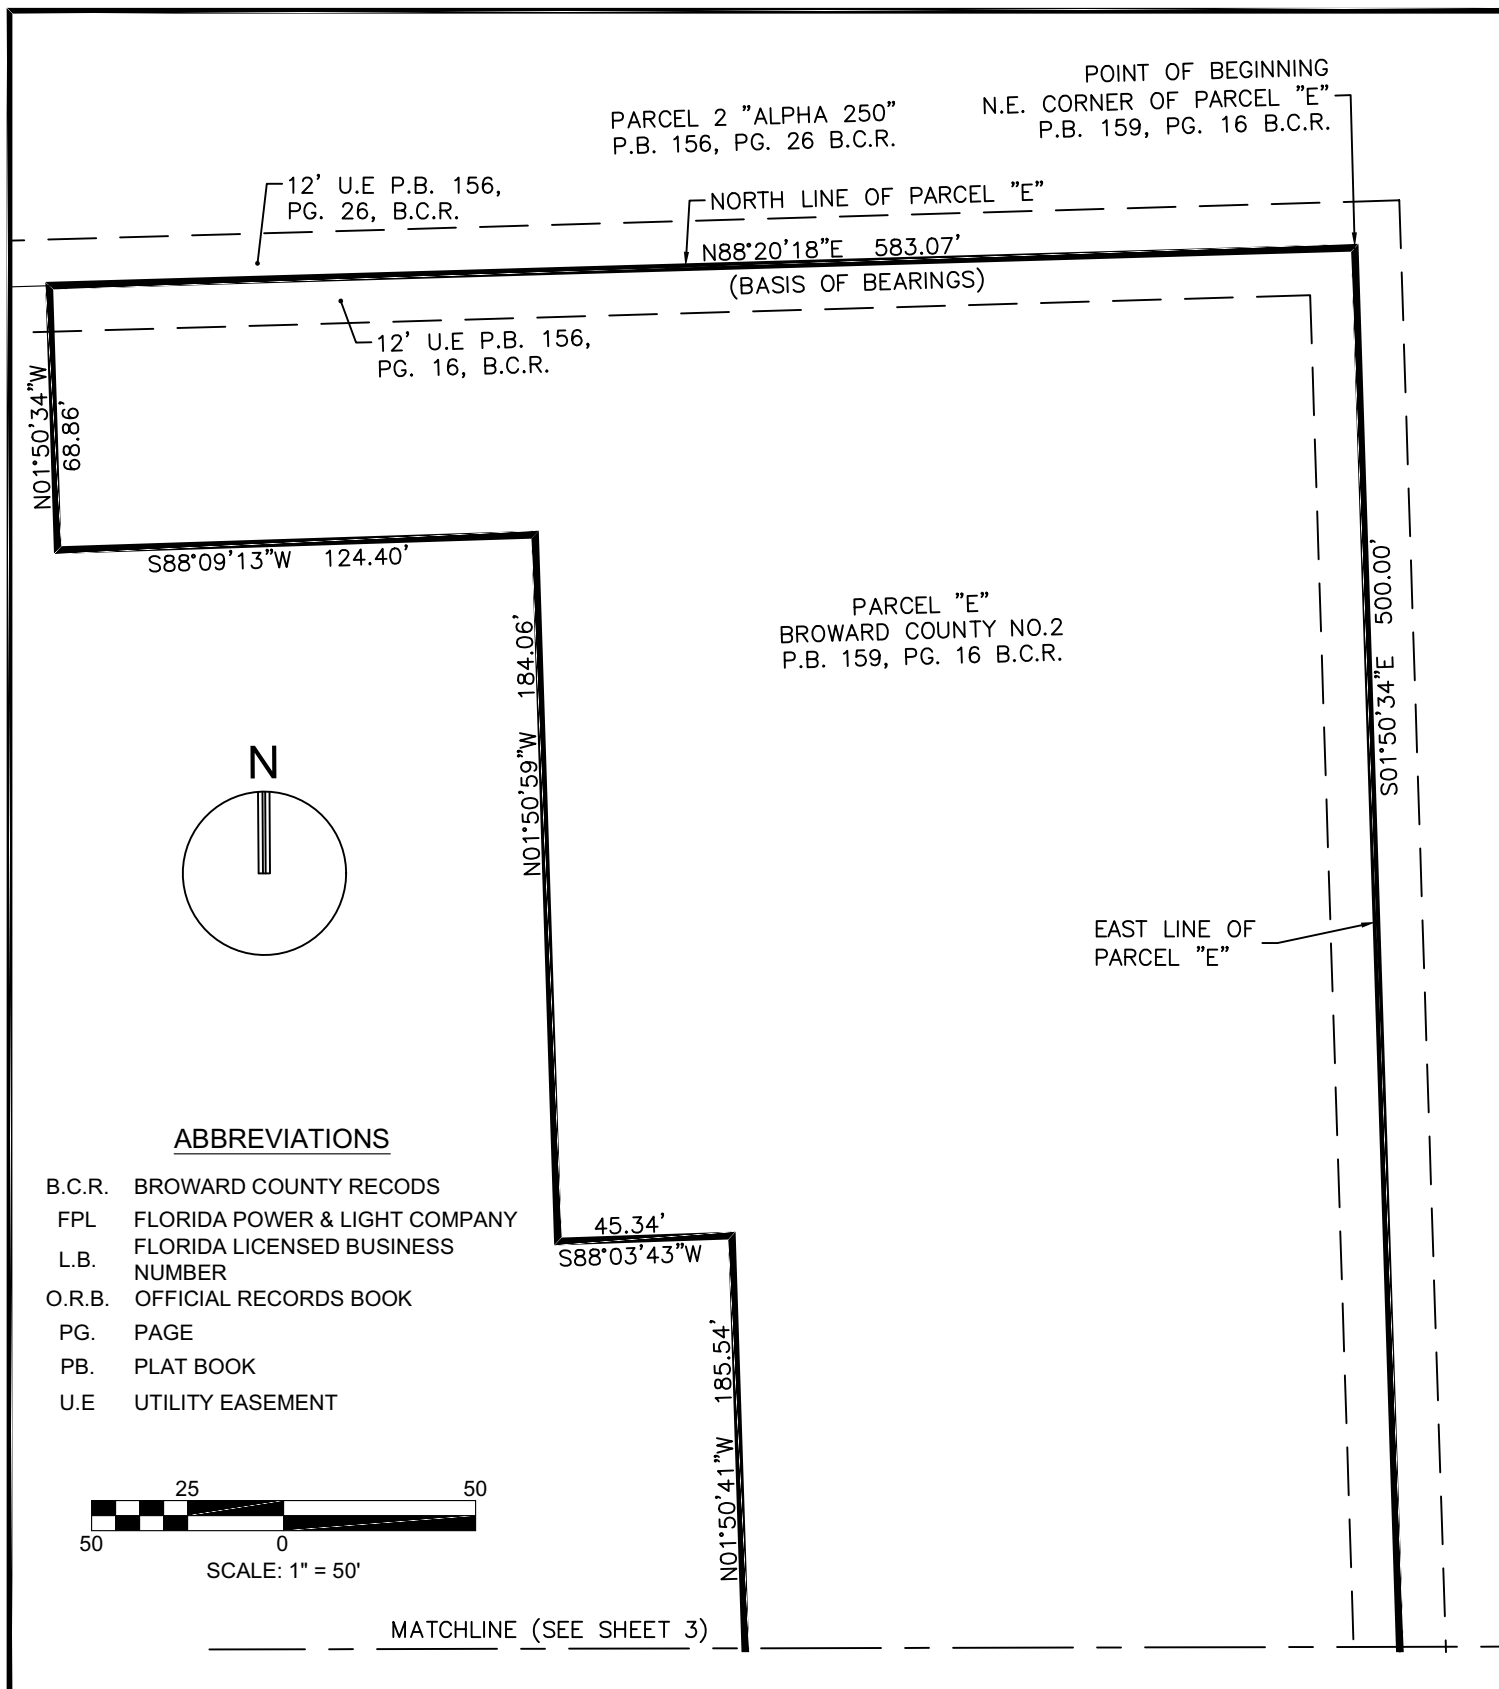 POINT OF BEGINNING
N.E. CORNER OF PARCEL "E"
P.B. 159, PG. 16 B.C.R.
PARCEL 2 "ALPHA 250"
P.B. 156, PG. 26 B.C.R.
12' U.E P.B. 156,
PG. 26, B.C.R.
NORTH LINE OF PARCEL "E"
N88°20'18"E 583.07'
(BASIS OF BEARINGS)
12' U.E P.B. 156,
PG. 16, B.C.R.
N01°50'34"W
68.86'
S88°09'13"W 124.40'
N01°50'59"W 184.06'
PARCEL "E"
BROWARD COUNTY NO.2
P.B. 159, PG. 16 B.C.R.
S01°50'34"E 500.00'
N
EAST LINE OF
PARCEL "E"
45.34'
S88°03'43"W
N01°50'41"W 185.54'
ABBREVIATIONS
B.C.R. BROWARD COUNTY RECODS
FPL FLORIDA POWER & LIGHT COMPANY
L.B. FLORIDA LICENSED BUSINESS
NUMBER
O.R.B. OFFICIAL RECORDS BOOK
PG. PAGE
PB. PLAT BOOK
U.E UTILITY EASEMENT
25 50
50 0
SCALE: 1" = 50'
MATCHLINE (SEE SHEET 3)